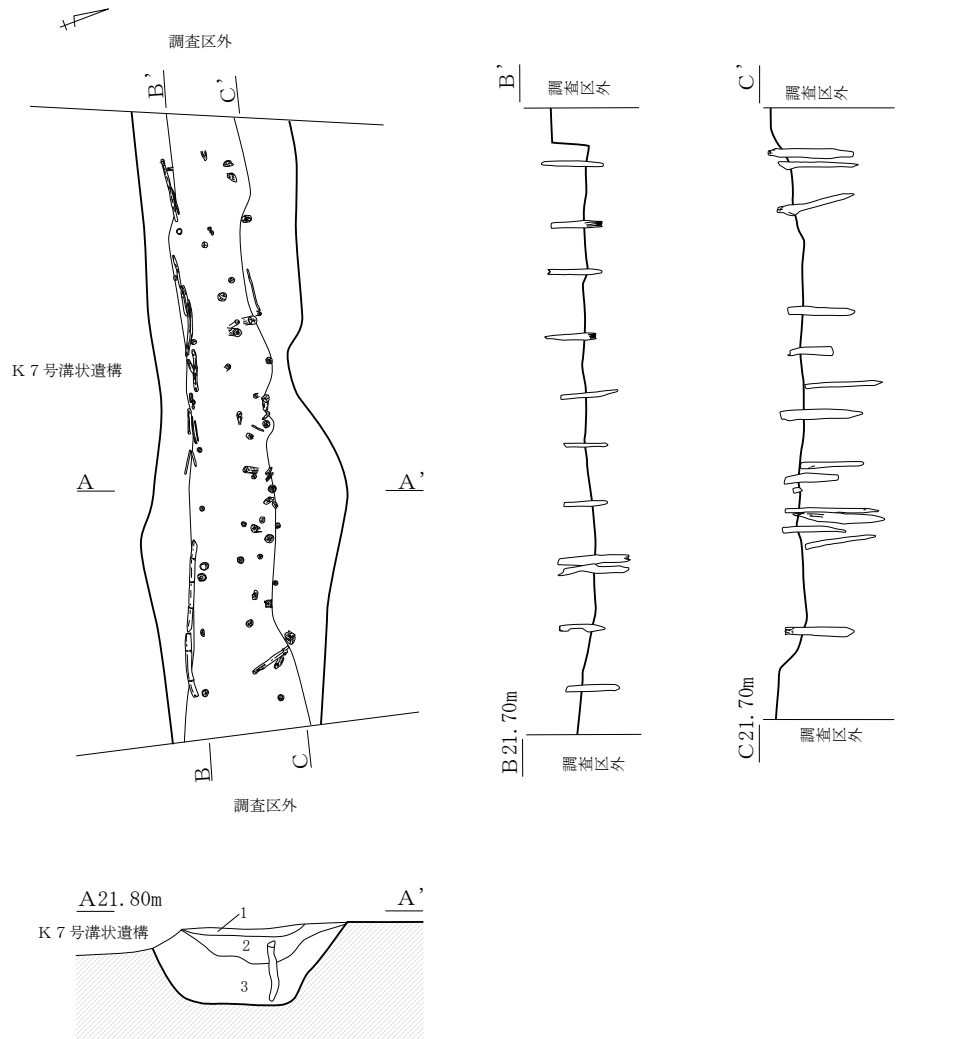 調査区外
B'
C'
K７号溝状遺構
A
A'
B
C
調査区外
B'
調査区外
B21.70m
調査区外
C'
調査区外
C21.70m
調査区外
A21.80m
A'
K７号溝状遺構
1
2
3